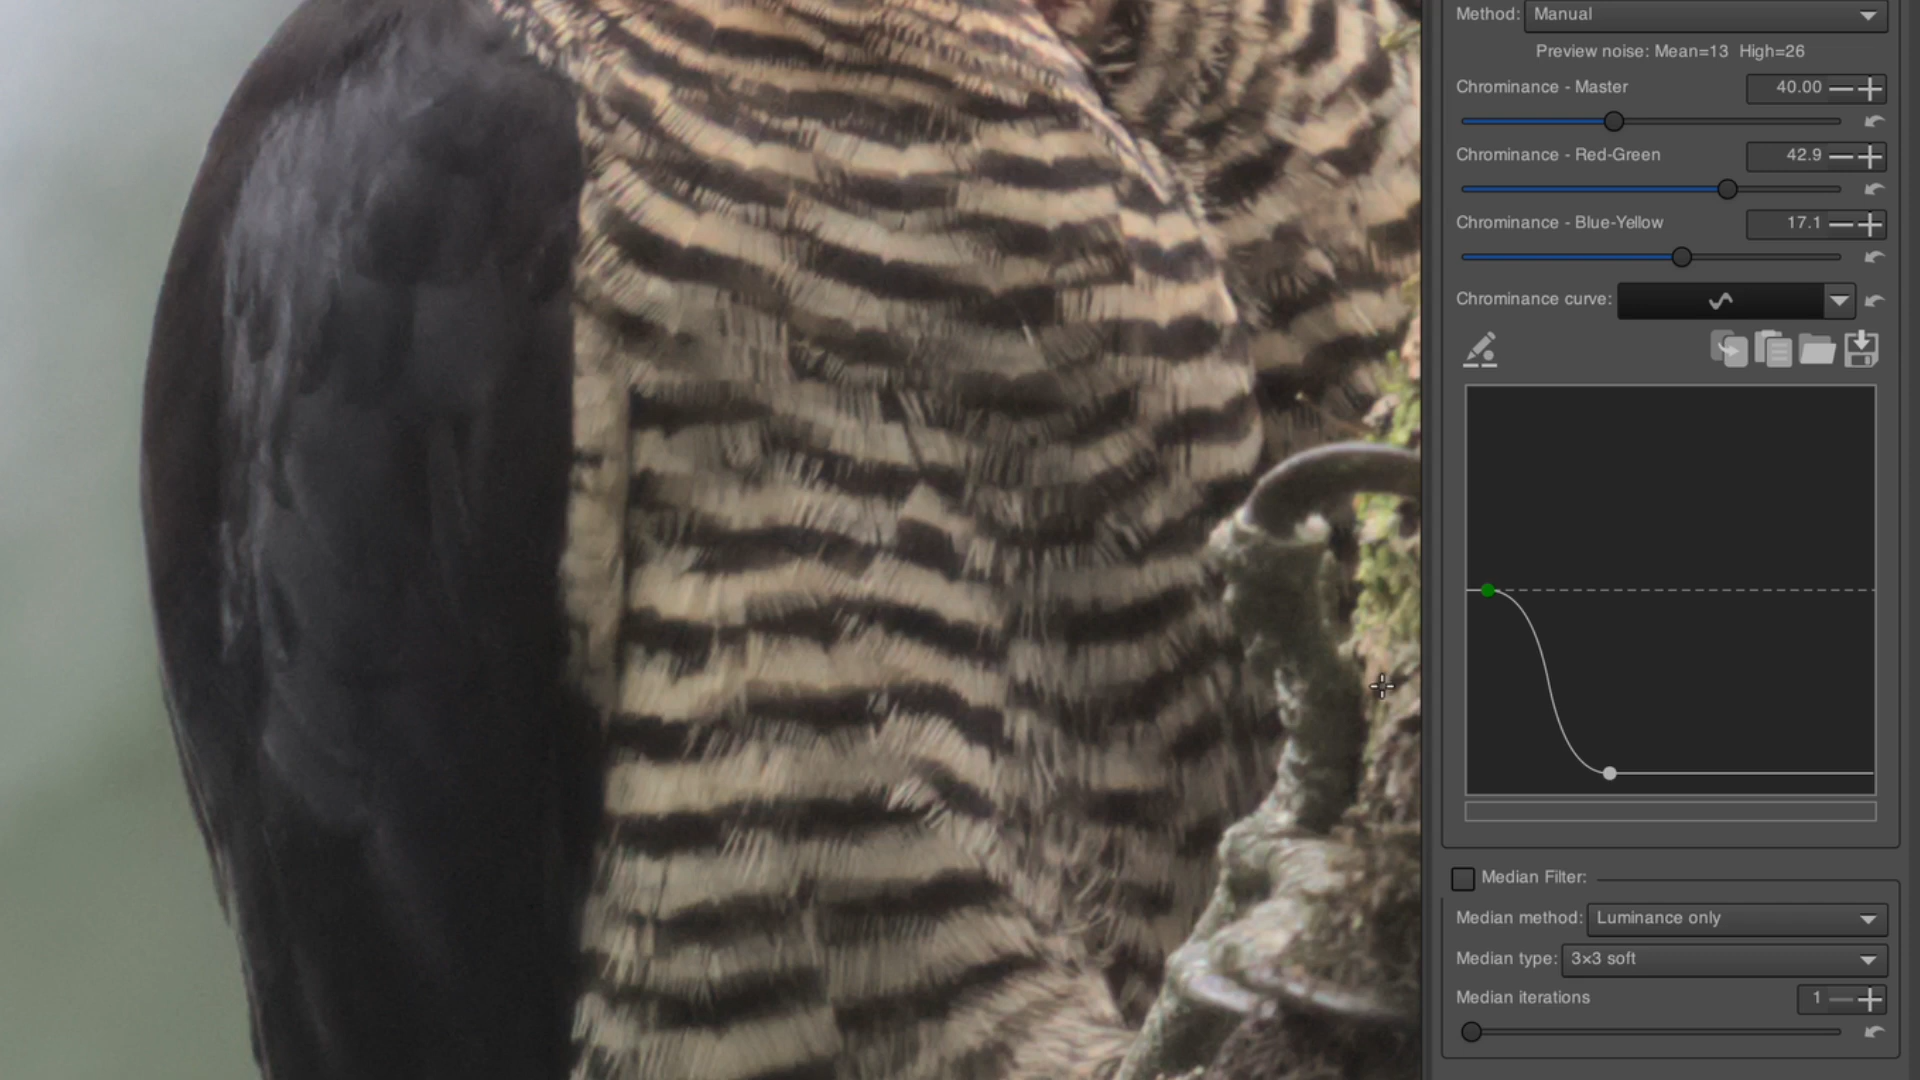 Method: Manual
Preview noise: Mean=13 High=26
Chrominance - Master 40.00
Chrominance - Red-Green 42.9
Chrominance - Blue-Yellow 17.1
Chrominance curve:
Median Filter:
Median method: Luminance only
Median type: 3×3 soft
Median iterations 1